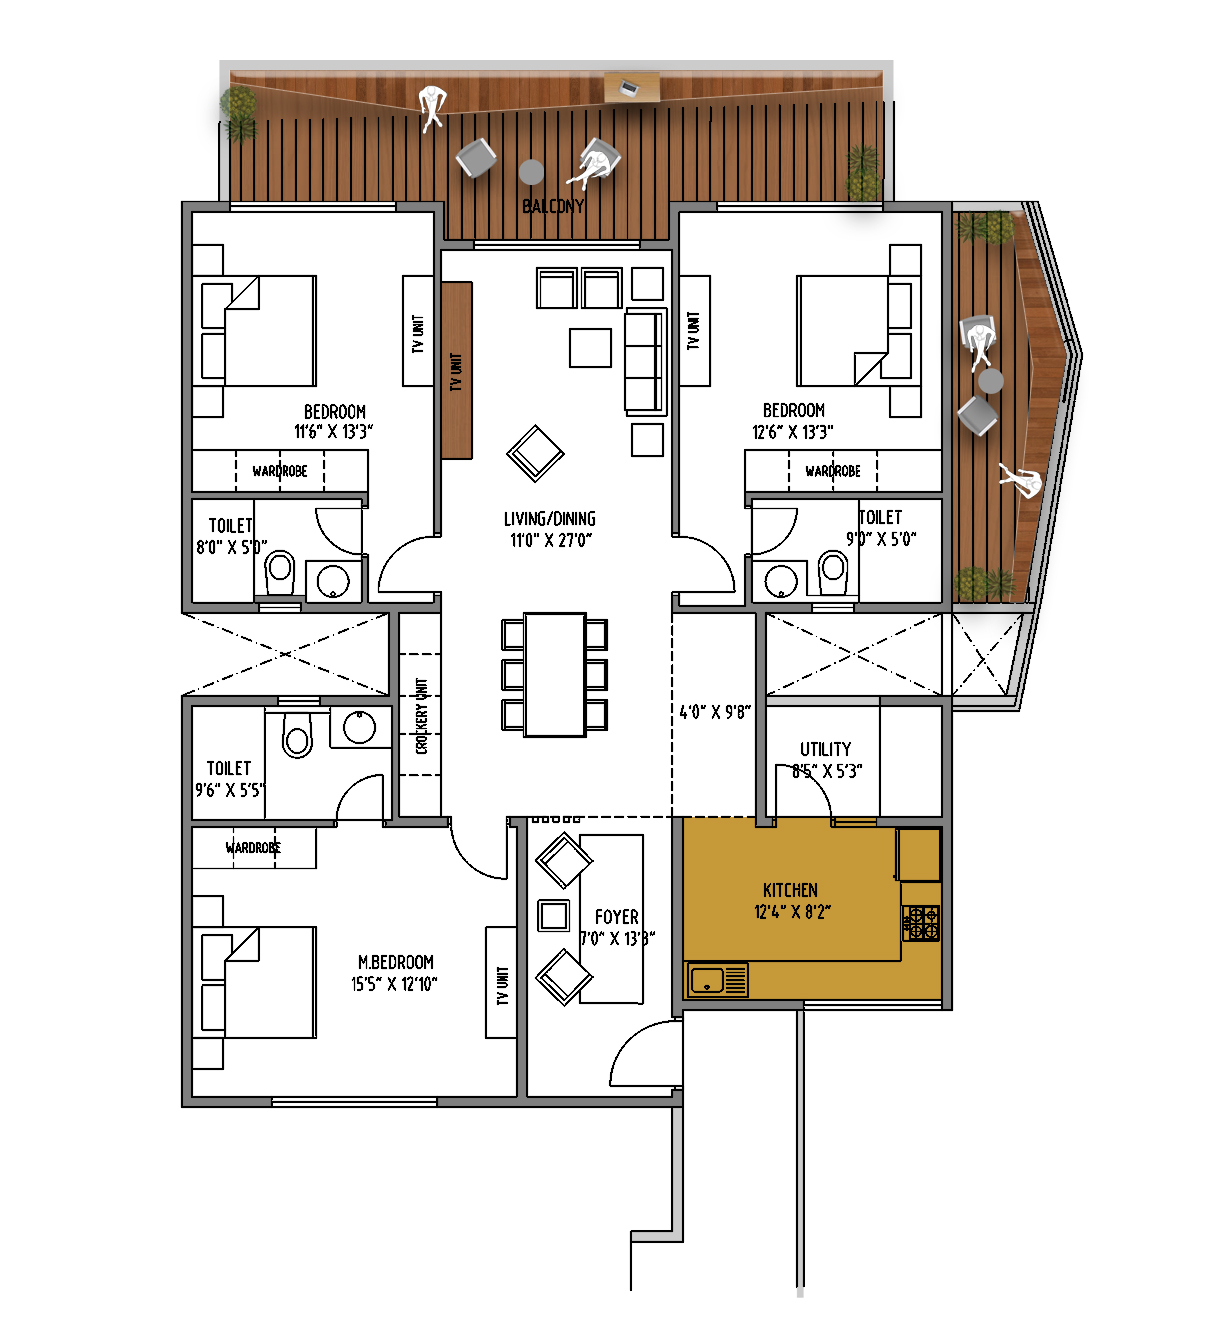 BALCONY
TV UNIT
TV UNIT
TV UNIT
BEDROOM
11'6" X 13'3"
BEDROOM
12'6" X 13'3"
WARDROBE
WARDROBE
TOILET
8'0" X 5'0"
LIVING/DINING
11'0" X 27'0"
TOILET
9'0" X 5'0"
CROCKERY UNIT
4'0" X 9'8"
TOILET
9'6" X 5'5"
UTILITY
8'5" X 5'3"
WARDROBE
KITCHEN
12'4" X 8'2"
FOYER
7'0" X 13'3"
M.BEDROOM
15'5" X 12'10"
TV UNIT